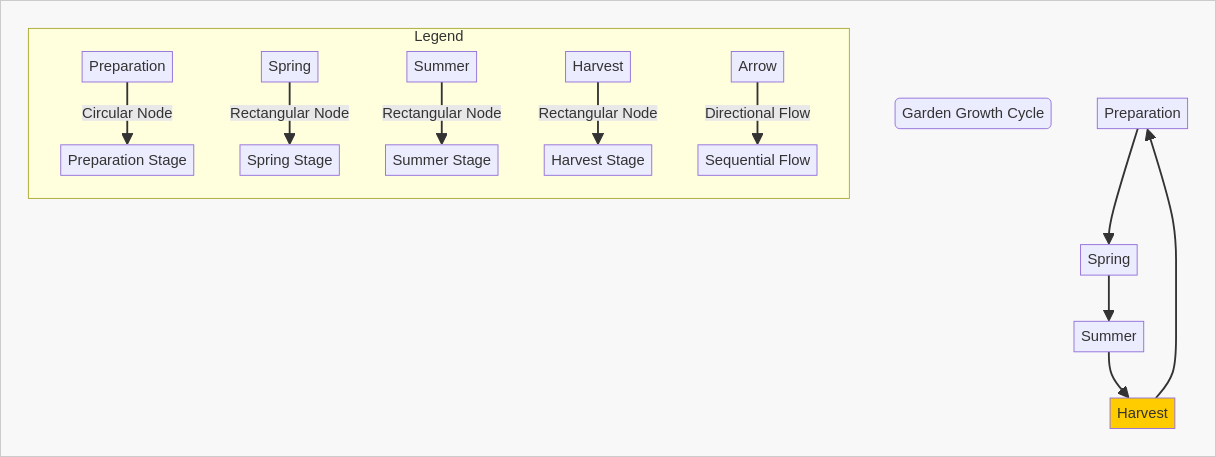 Legend
Preparation
Spring
Summer
Harvest
Arrow
Circular Node
Rectangular Node
Rectangular Node
Rectangular Node
Directional Flow
Preparation Stage
Spring Stage
Summer Stage
Harvest Stage
Sequential Flow
Garden Growth Cycle
Preparation
Spring
Summer
Harvest